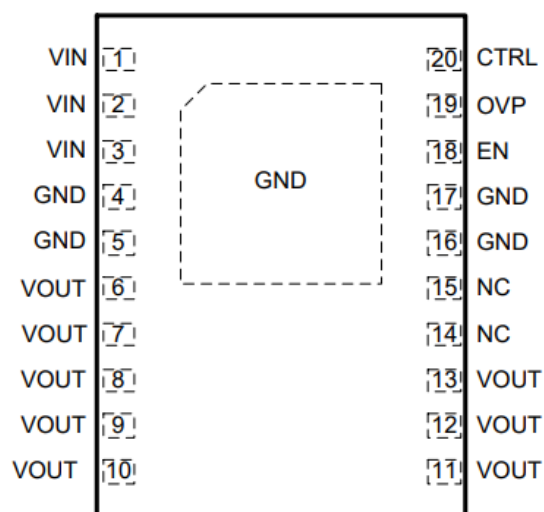 VIN 1 20 CTRL
VIN 2 19 OVP
VIN 3 18 EN
GND
GND 4 17 GND
GND 5 16 GND
VOUT 6 15 NC
VOUT 7 14 NC
VOUT 8 13 VOUT
VOUT 9 12 VOUT
VOUT 10 11 VOUT